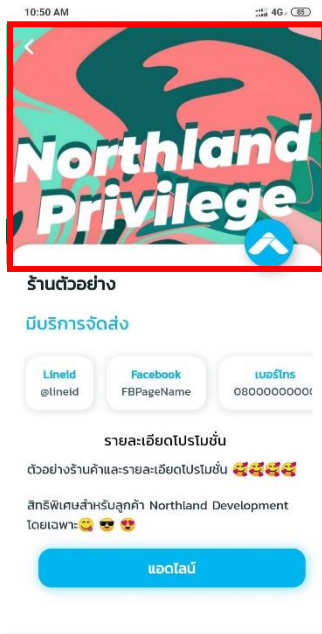 10:50 AM
4G 85
Northland
Privilege
ร้านตัวอย่าง
มีบริการจัดส่ง
Lineid
@lineid
Facebook
FBPageName
เบอร์โทร
08000000000
รายละเอียดโปรโมชั่น
ตัวอย่างร้านค้าและรายละเอียดโปรโมชั่น 🥰🥰🥰🥰
สิทธิพิเศษสำหรับลูกค้า Northland Development
โดยเฉพาะ😋 😎 😍
แอดไลน์